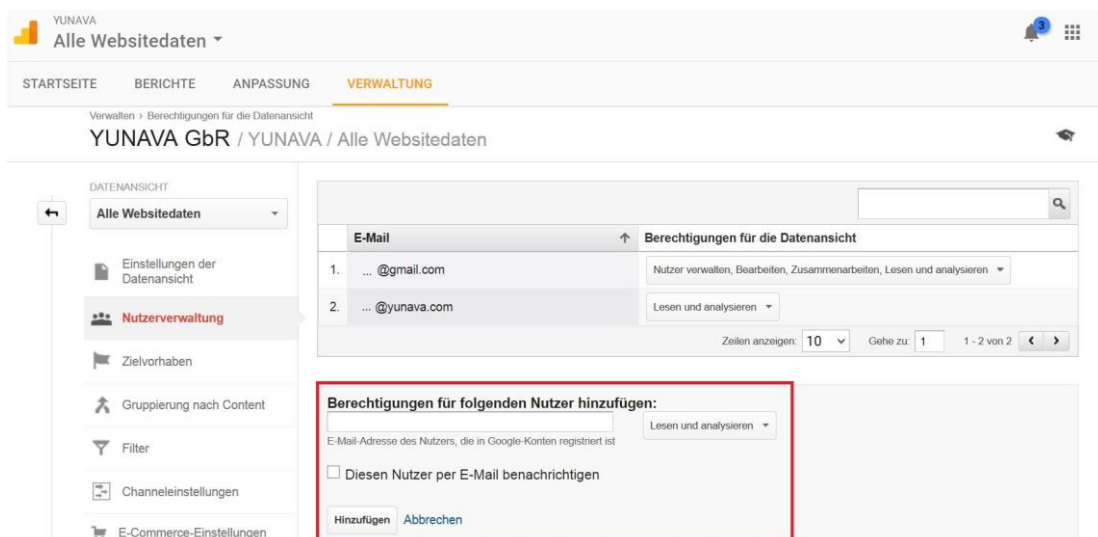 YUNAVA
Alle Websitedaten
3
STARTSEITE BERICHTE ANPASSUNG VERWALTUNG
Verwalten › Berechtigungen für die Datenansicht
YUNAVA GbR / YUNAVA / Alle Websitedaten
DATENANSICHT
Alle Websitedaten
Einstellungen der
Datenansicht
Nutzerverwaltung
Zielvorhaben
Gruppierung nach Content
Filter
Channeleinstellungen
E-Commerce-Einstellungen
E-Mail Berechtigungen für die Datenansicht
1. ... @gmail.com Nutzer verwalten, Bearbeiten, Zusammenarbeiten, Lesen und analysieren
2. ... @yunava.com Lesen und analysieren
Zeilen anzeigen: 10 Gehe zu: 1 1 - 2 von 2
Berechtigungen für folgenden Nutzer hinzufügen:
Lesen und analysieren
E-Mail-Adresse des Nutzers, die in Google-Konten registriert ist
Diesen Nutzer per E-Mail benachrichtigen
Hinzufügen Abbrechen